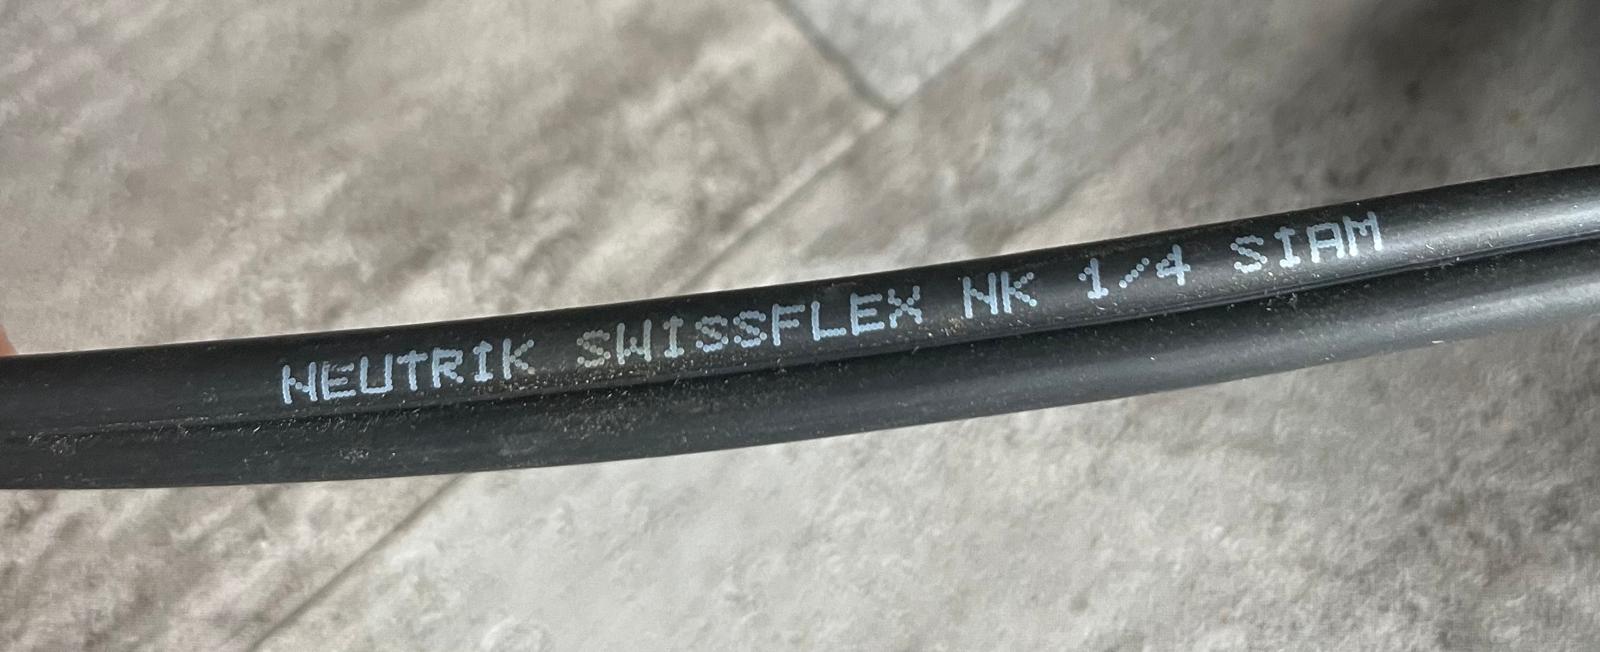 NEUTRIK SWISSFLEX NK 1/4 SIAM